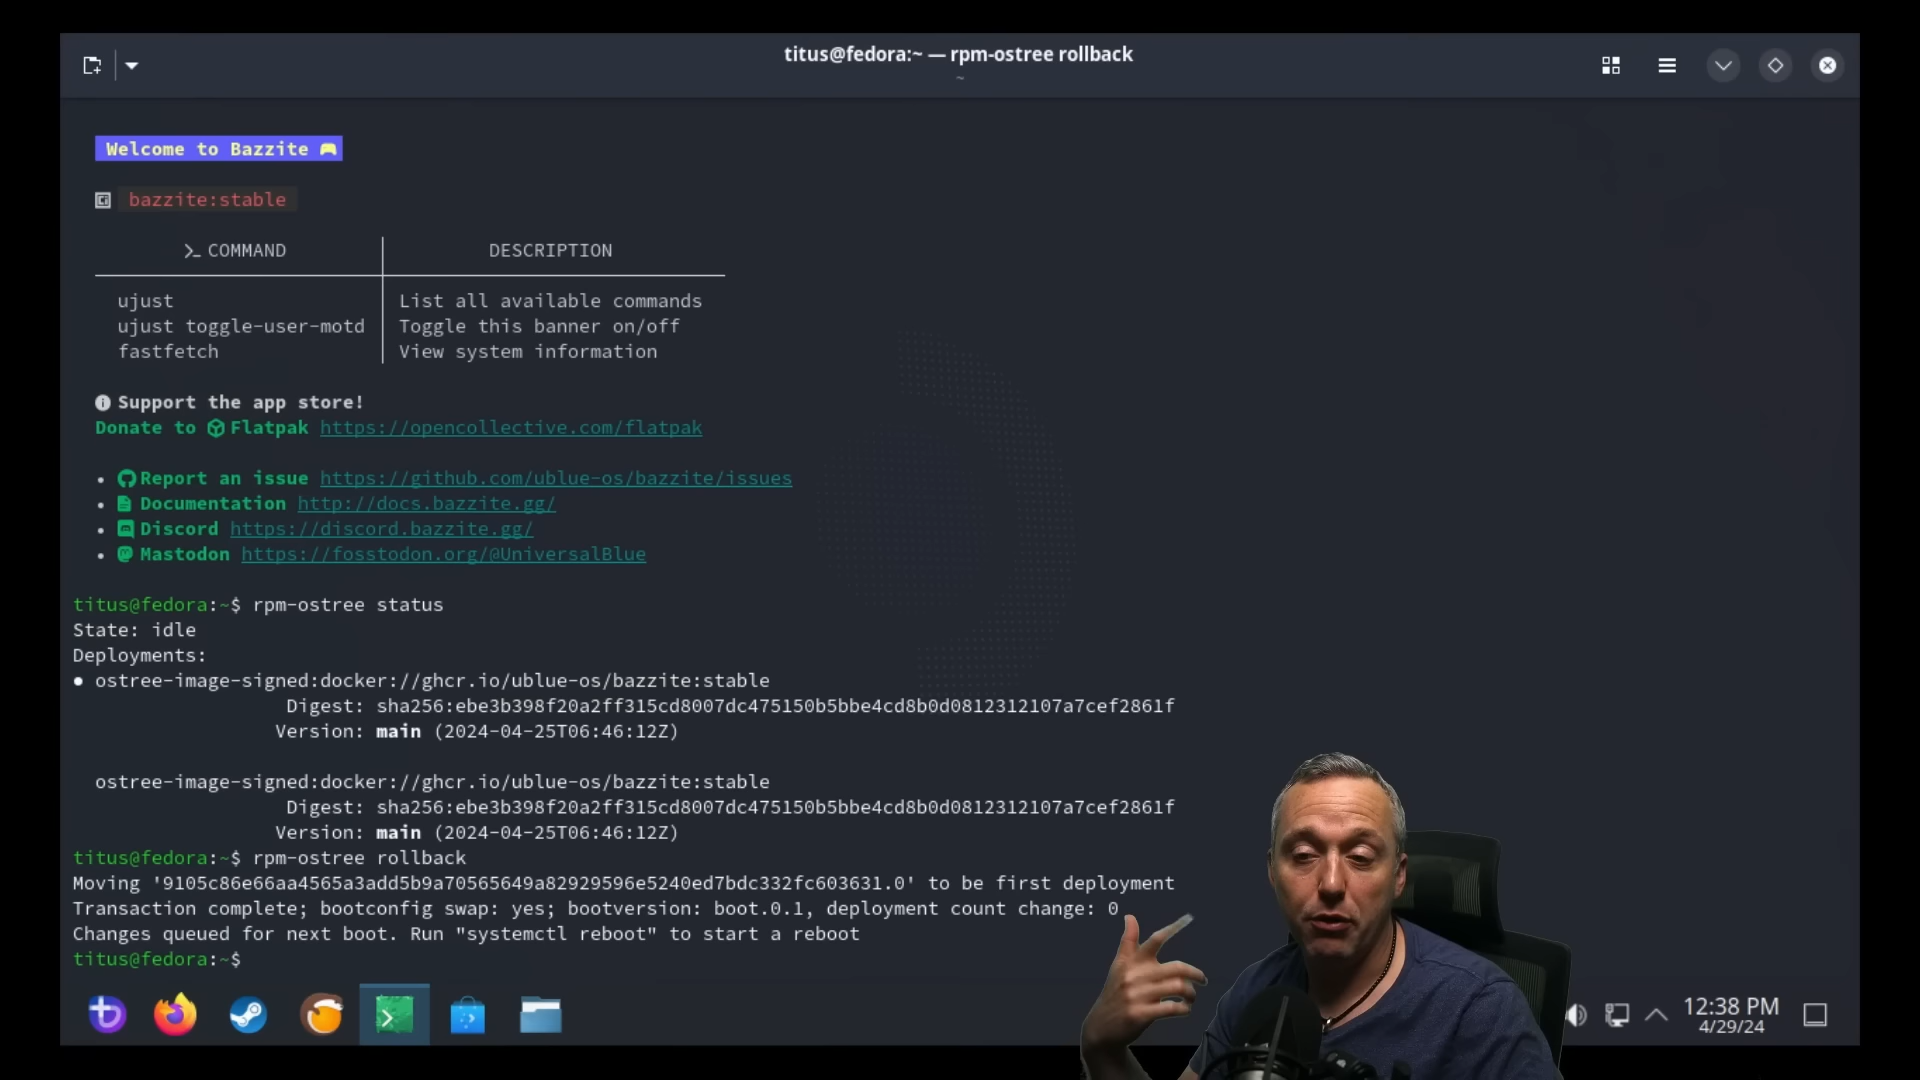 titus@fedora:~ — rpm-ostree rollback
~
Welcome to Bazzite
bazzite:stable
COMMAND DESCRIPTION
ujust List all available commands
ujust toggle-user-motd Toggle this banner on/off
fastfetch View system information
Support the app store!
Donate to Flatpak https://opencollective.com/flatpak
• Report an issue https://github.com/ublue-os/bazzite/issues
• Documentation http://docs.bazzite.gg/
• Discord https://discord.bazzite.gg/
• Mastodon https://fosstodon.org/@UniversalBlue
titus@fedora:~$ rpm-ostree status
State: idle
Deployments:
● ostree-image-signed:docker://ghcr.io/ublue-os/bazzite:stable
Digest: sha256:ebe3b398f20a2ff315cd8007dc475150b5bbe4cd8b0d0812312107a7cef2861f
Version: main (2024-04-25T06:46:12Z)
ostree-image-signed:docker://ghcr.io/ublue-os/bazzite:stable
Digest: sha256:ebe3b398f20a2ff315cd8007dc475150b5bbe4cd8b0d0812312107a7cef2861f
Version: main (2024-04-25T06:46:12Z)
titus@fedora:~$ rpm-ostree rollback
Moving '9105c86e66aa4565a3add5b9a70565649a82929596e5240ed7bdc332fc603631.0' to be first deployment
Transaction complete; bootconfig swap: yes; bootversion: boot.0.1, deployment count change: 0
Changes queued for next boot. Run "systemctl reboot" to start a reboot
titus@fedora:~$
12:38 PM
4/29/24